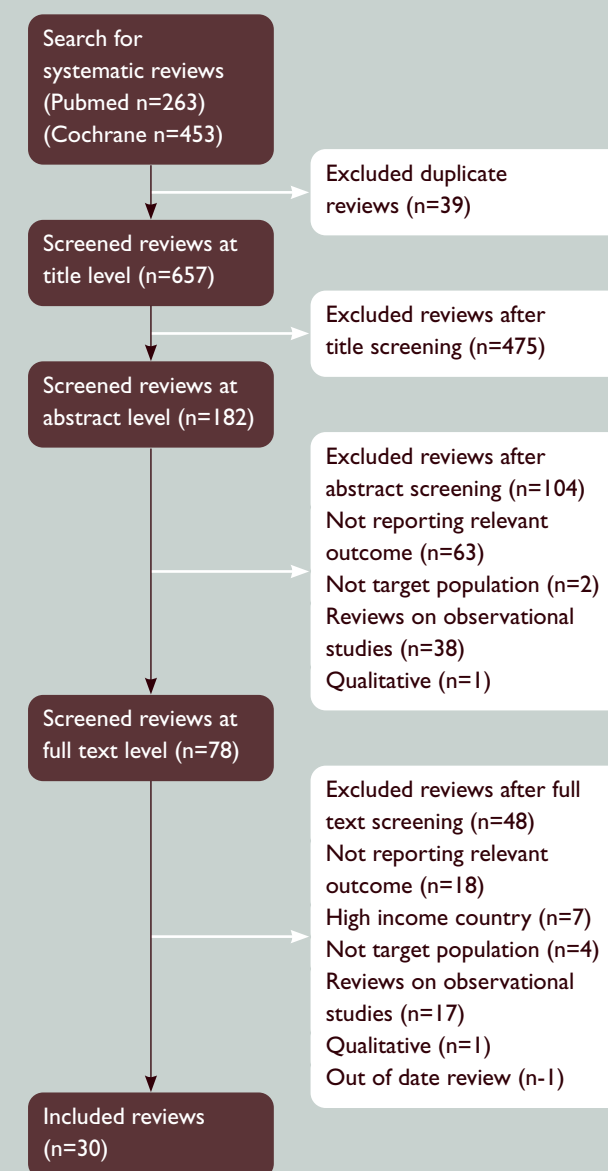 Search for
systematic reviews
(Pubmed n=263)
(Cochrane n=453)
Excluded duplicate
reviews (n=39)
Screened reviews at
title level (n=657)
Excluded reviews after
title screening (n=475)
Screened reviews at
abstract level (n=182)
Excluded reviews after
abstract screening (n=104)
Not reporting relevant
outcome (n=63)
Not target population (n=2)
Reviews on observational
studies (n=38)
Qualitative (n=1)
Screened reviews at
full text level (n=78)
Excluded reviews after full
text screening (n=48)
Not reporting relevant
outcome (n=18)
High income country (n=7)
Not target population (n=4)
Reviews on observational
studies (n=17)
Qualitative (n=1)
Out of date review (n-1)
Included reviews
(n=30)